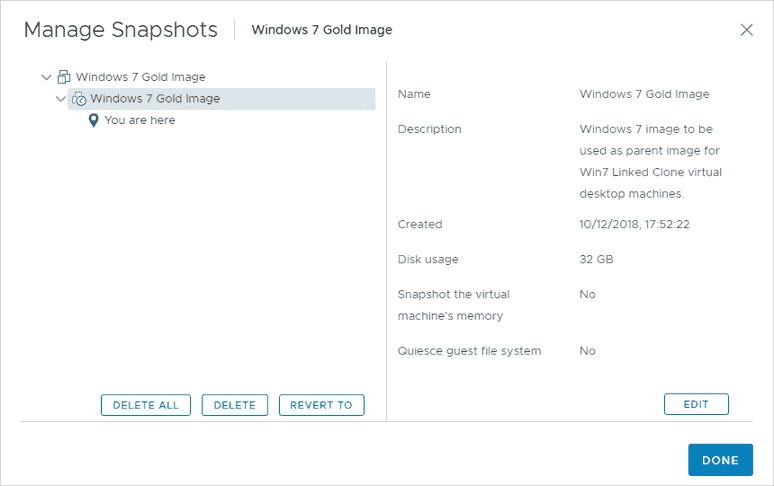 Manage Snapshots
Windows 7 Gold Image
Windows 7 Gold Image
Windows 7 Gold Image
You are here
Name
Windows 7 Gold Image
Description
Windows 7 image to be
used as parent image for
Win7 Linked Clone virtual
desktop machines.
Created
10/12/2018, 17:52:22
Disk usage
32 GB
Snapshot the virtual
machine's memory
No
Quiesce guest file system
No
DELETE ALL
DELETE
REVERT TO
EDIT
DONE